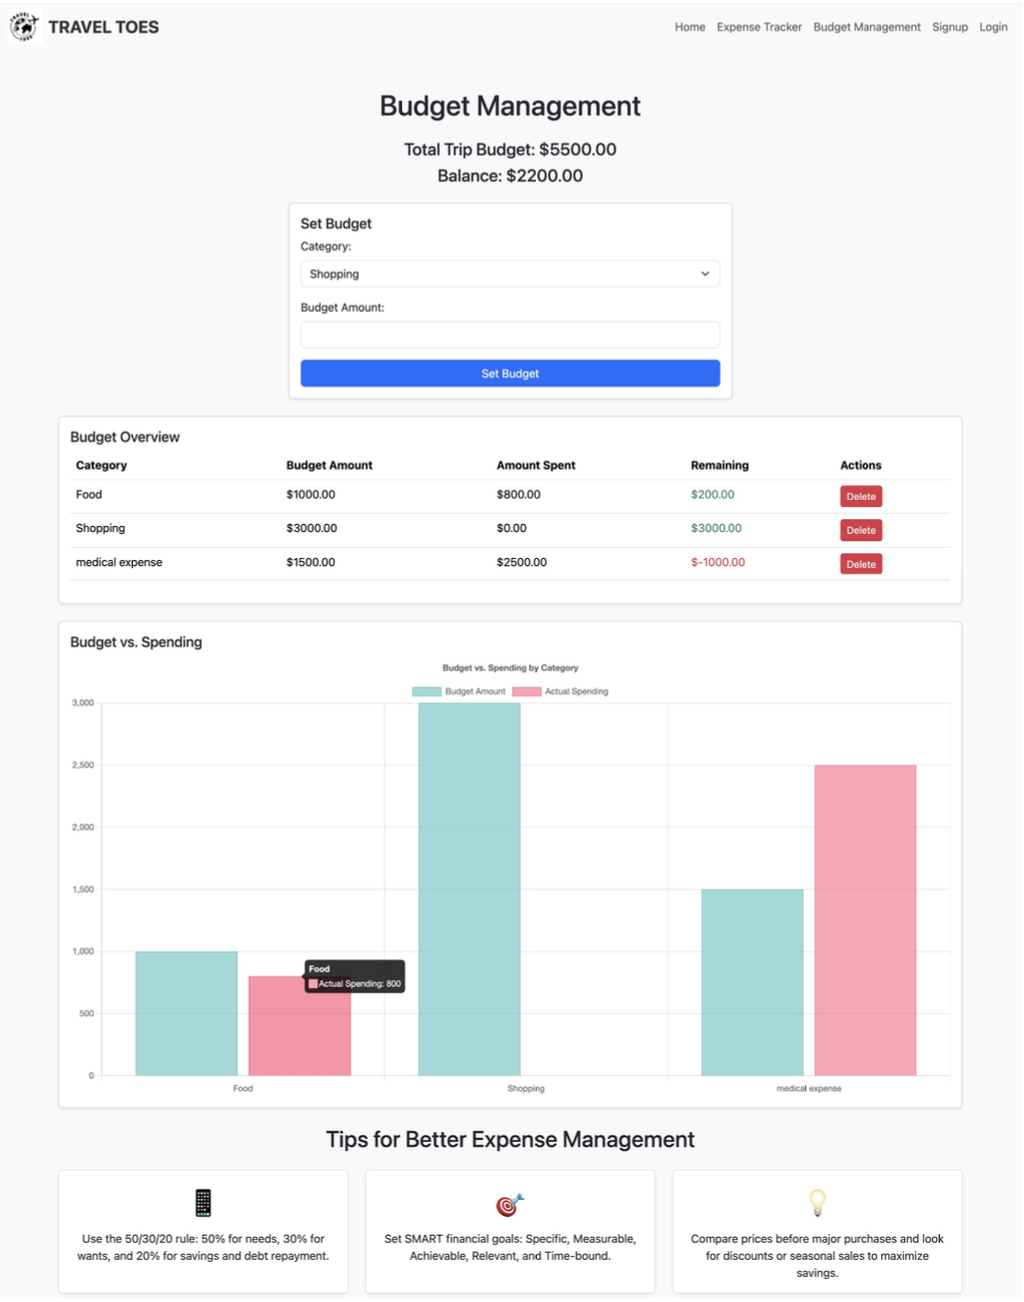 TRAVEL
TOES
TRAVEL TOES
Home Expense Tracker Budget Management Signup Login
Budget Management
Total Trip Budget: $5500.00
Balance: $2200.00
Set Budget
Category:
Shopping
Budget Amount:
Set Budget
Budget Overview
Category Budget Amount Amount Spent Remaining Actions
Food $1000.00 $800.00 $200.00 Delete
Shopping $3000.00 $0.00 $3000.00 Delete
medical expense $1500.00 $2500.00 $-1000.00 Delete
Budget vs. Spending
Budget vs. Spending by Category
Budget Amount Actual Spending
3,000
2,500
2,000
1,500
1,000
Food
Actual Spending: 800
500
0
Food Shopping medical expense
Tips for Better Expense Management
Use the 50/30/20 rule: 50% for needs, 30% for
wants, and 20% for savings and debt repayment.
Set SMART financial goals: Specific, Measurable,
Achievable, Relevant, and Time-bound.
Compare prices before major purchases and look
for discounts or seasonal sales to maximize
savings.